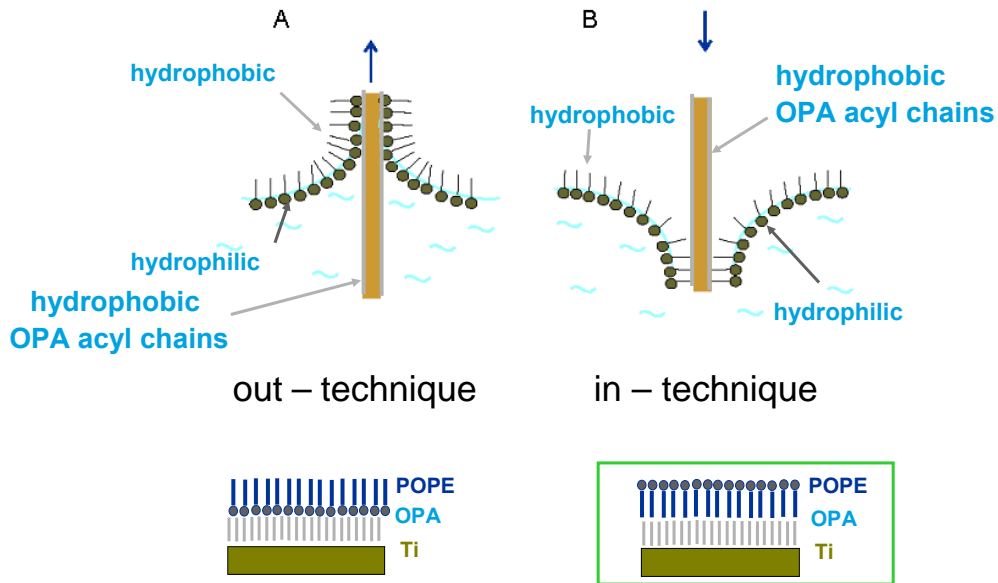 A
hydrophobic
hydrophilic
hydrophobic
OPA acyl chains
out – technique
POPE
OPA
Ti
B
hydrophobic
OPA acyl chains
hydrophobic
hydrophilic
in – technique
POPE
OPA
Ti